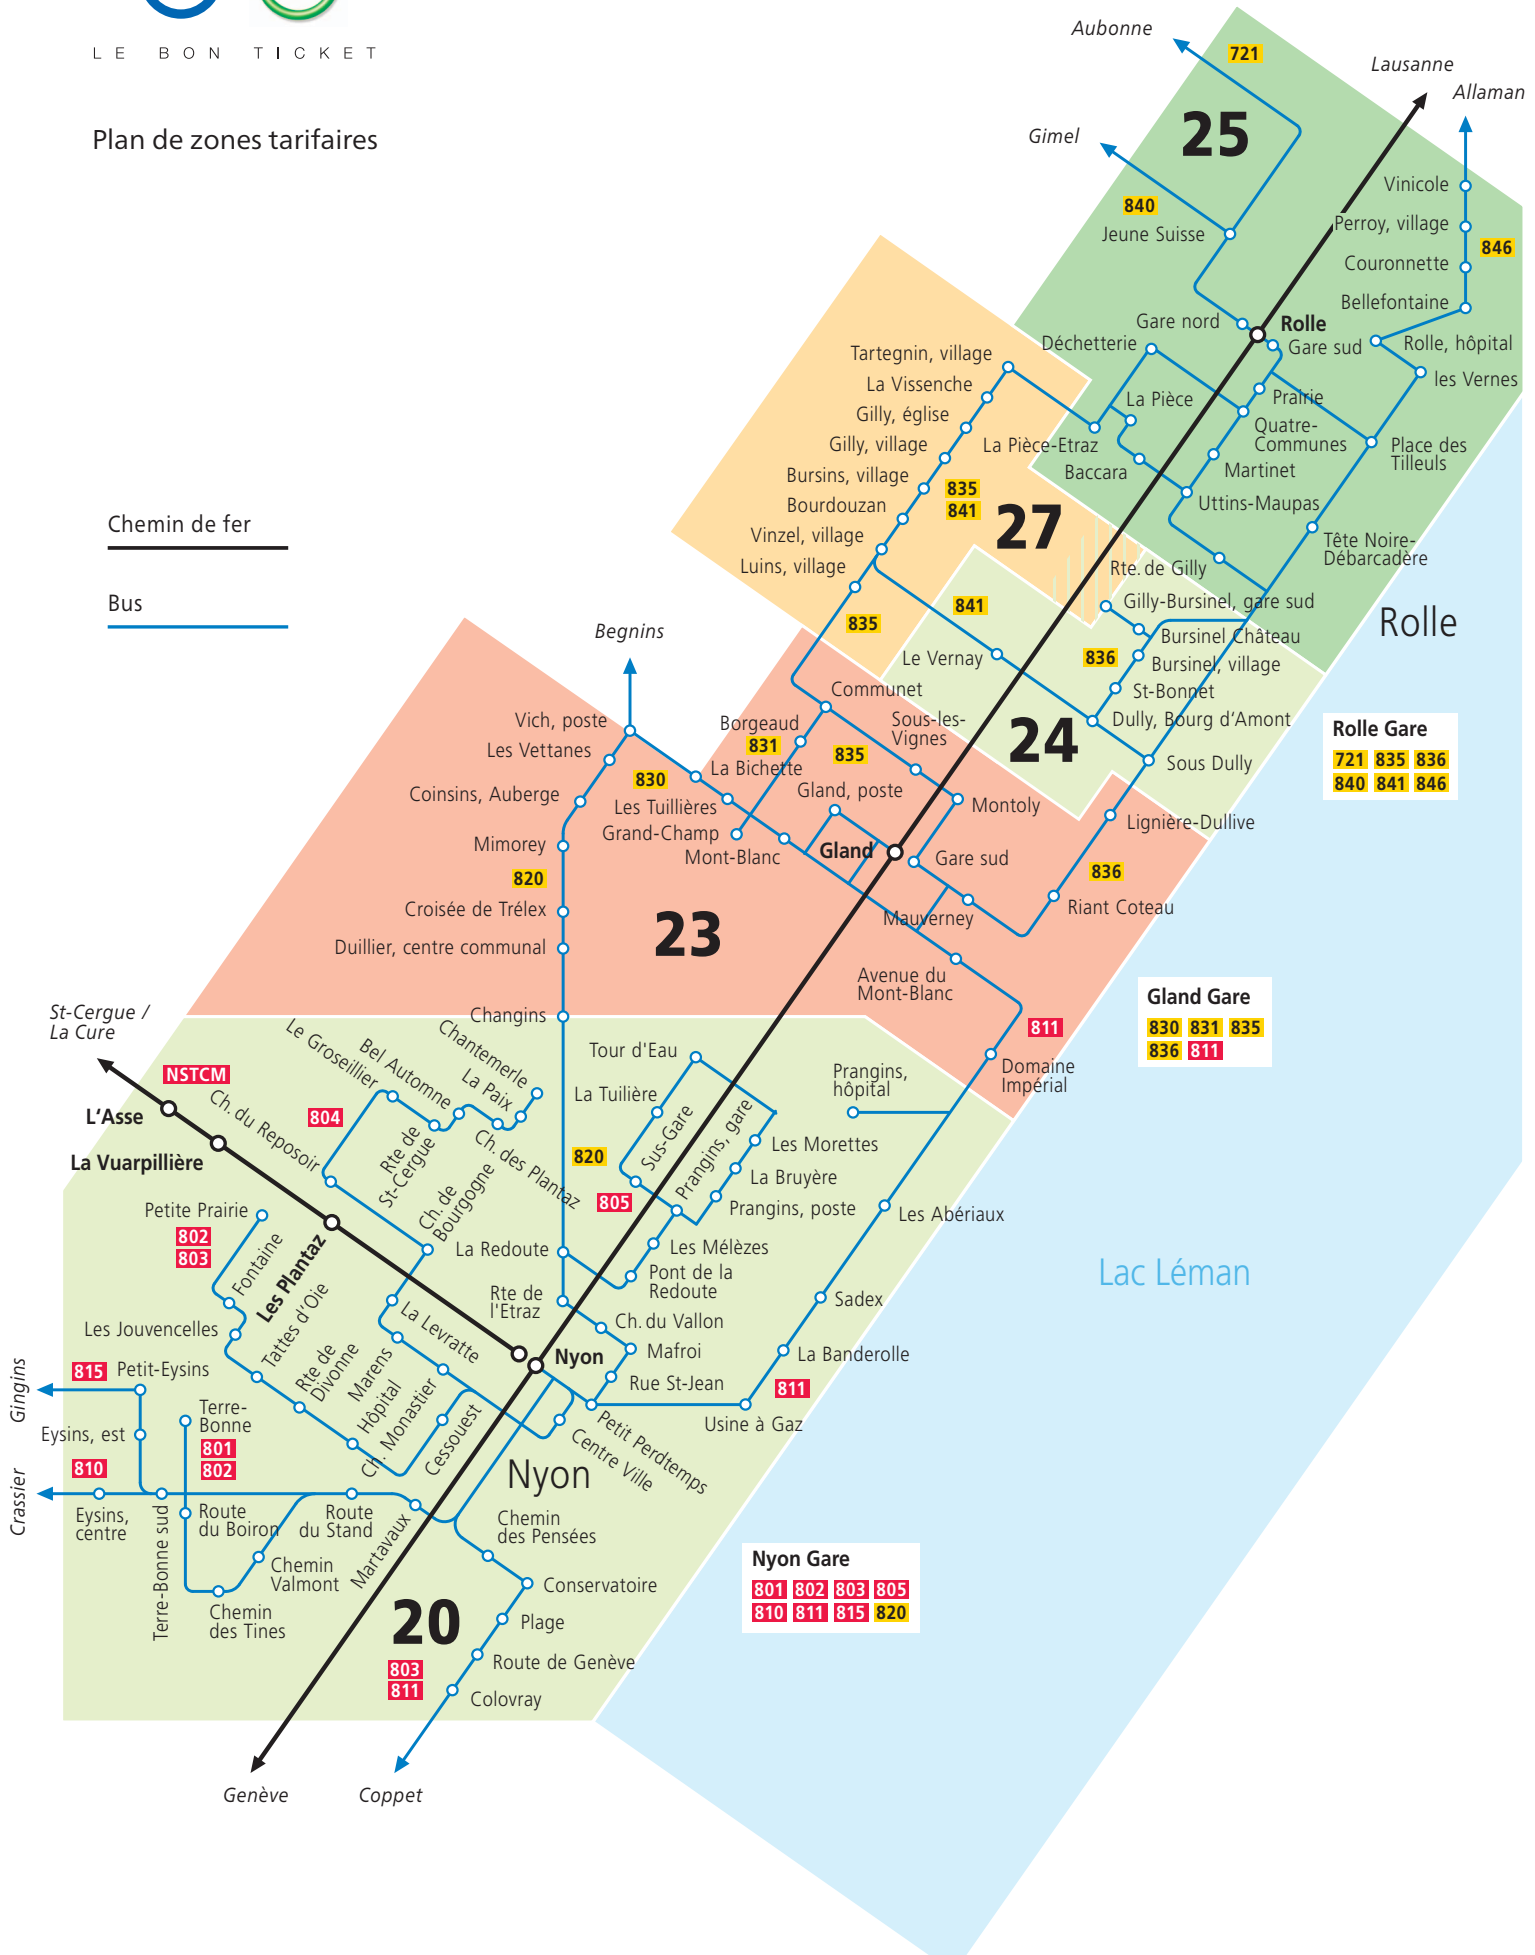 LE BON TICKET
Plan de zones tarifaires
Chemin de fer
Bus
Aubonne
721
Lausanne
Allaman
25
Gimel
840
Jeune Suisse
Vinicole
Perroy, village
846
Couronnette
Bellefontaine
Gare nord
Rolle
Gare sud
Rolle, hôpital
les Vernes
Déchetterie
La Pièce
Prairie
Quatre-
Communes
Place des
Tilleuls
La Pièce-Etraz
Baccara
Martinet
Uttins-Maupas
Tête Noire-
Débarcadère
Rte. de Gilly
Tartegnin, village
La Vissenche
Gilly, église
Gilly, village
Bursins, village
835
841
Bourdouzan
27
Vinzel, village
Luins, village
841
835
Gilly-Bursinel, gare sud
Bursinel Château
836
Bursinel, village
St-Bonnet
Le Vernay
Dully, Bourg d'Amont
24
Sous Dully
Rolle
Rolle Gare
721 835 836
840 841 846
Begnins
Communet
Vich, poste
Borgeaud
831
Sous-les-
Vignes
835
Les Vettanes
830
La Bichette
Coinsins, Auberge
Les Tuillières
Gland, poste
Montoly
Lignière-Dullive
Grand-Champ
Mont-Blanc
Mimorey
Gland
Gare sud
820
836
Riant Coteau
Croisée de Trélex
Mauverney
23
Duillier, centre communal
Avenue du
Mont-Blanc
Changins
811
Domaine
Impérial
Gland Gare
830 831 835
836 811
St-Cergue /
La Cure
NSTCM
L'Asse
La Vuarpillière
Ch. du Reposoir
804
Le Groseillier
Bel Automne
Chantemerle
La Paix
Rte de
St-Cergue
Ch. des Plantaz
Ch. de
Bourgogne
Tour d'Eau
La Tuilière
Sus-Gare
Prangins, gare
Prangins,
hôpital
820
805
Les Morettes
La Bruyère
Prangins, poste
Les Abériaux
Petite Prairie
802
803
Fontaine
Les Plantaz
La Redoute
Les Mélèzes
Pont de la
Redoute
Lac Léman
Les Jouvencelles
Tattes d'Oie
Rte de
l'Etraz
Ch. du Vallon
Sadex
La Levratte
Gingins
815
Petit-Eysins
Rte de
Divonne
Marens
Nyon
Mafroi
La Banderolle
Rue St-Jean
811
Terre-
Bonne
801
802
Hôpital
Ch. Monastier
Cessouest
Usine à Gaz
Petit Perdtemps
Centre Ville
Eysins, est
Crassier
810
Nyon
Eysins,
centre
Terre-Bonne sud
Route
du Boiron
Route
du Stand
Martavaux
Chemin
des Pensées
Chemin
Valmont
Chemin
des Tines
Conservatoire
20
Plage
803
811
Route de Genève
Colovray
Genève
Coppet
Nyon Gare
801 802 803 805
810 811 815 820